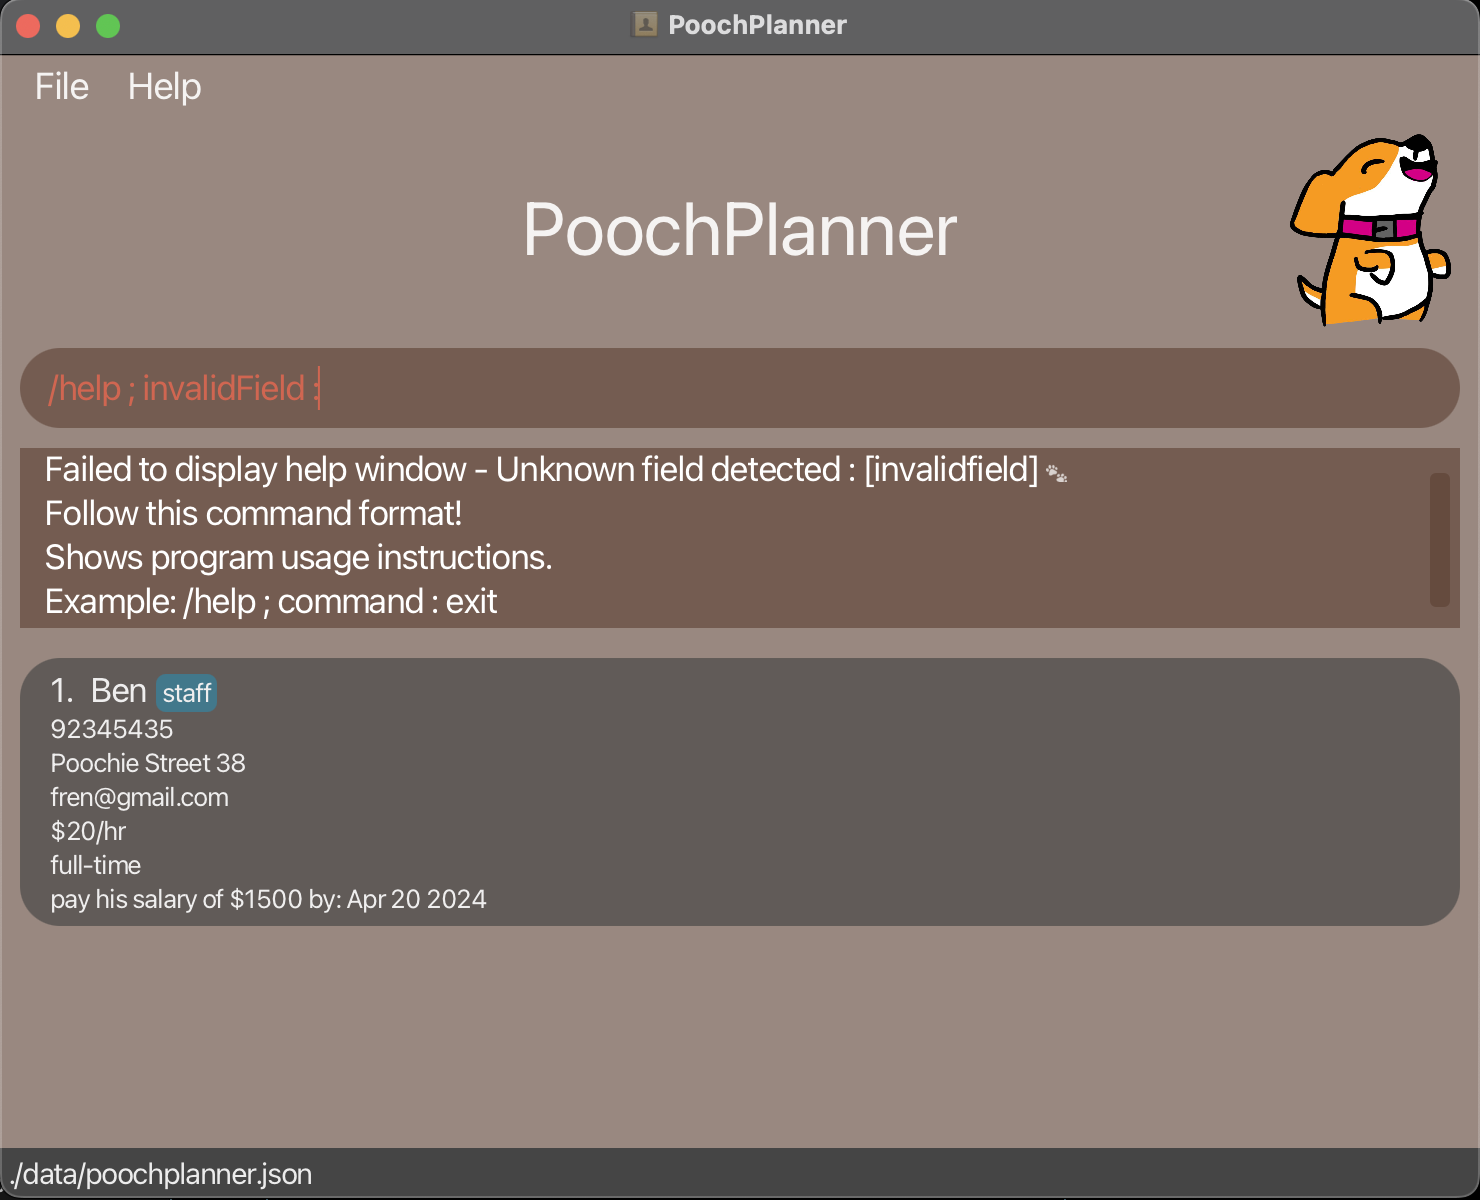 PoochPlanner
File Help
PoochPlanner
/help ; invalidField :
Failed to display help window - Unknown field detected : [invalidfield]
Follow this command format!
Shows program usage instructions.
Example: /help ; command : exit
1. Ben staff
92345435
Poochie Street 38
fren@gmail.com
$20/hr
full-time
pay his salary of $1500 by: Apr 20 2024
./data/poochplanner.json